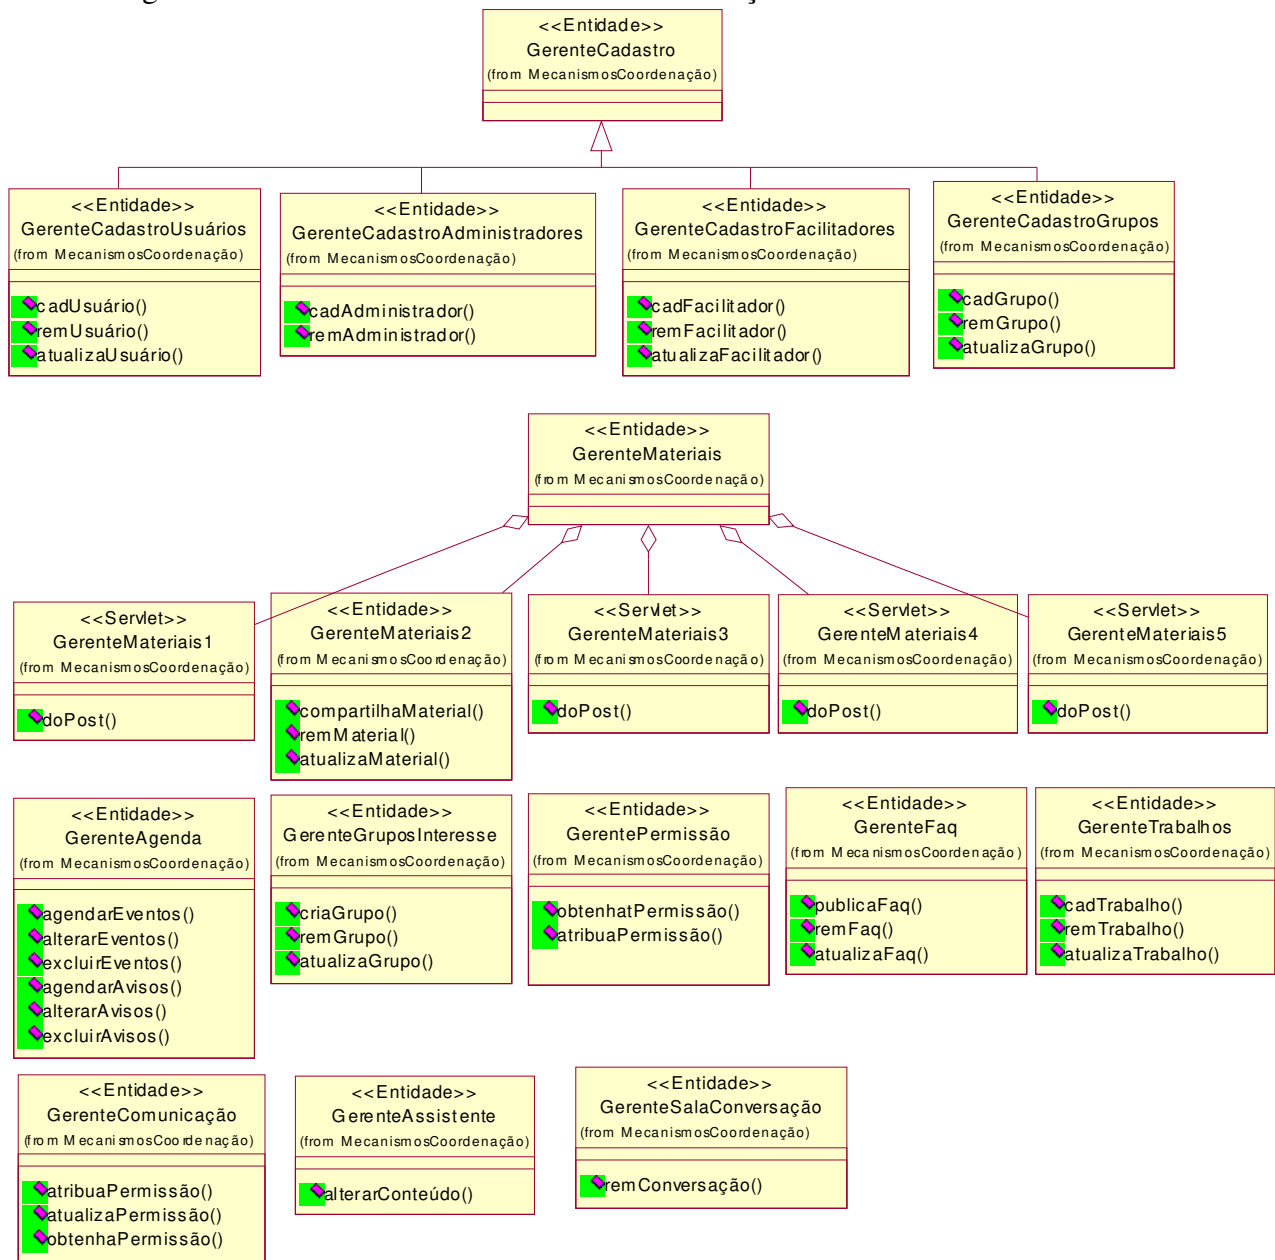 <<Entidade>>
GerenteCadastro
(from MecanismosCoordenação)
<<Entidade>>
GerenteCadastroUsuários
(from MecanismosCoordenação)
cadUsuário()
remUsuário()
atualizaUsuário()
<<Entidade>>
GerenteCadastroAdministradores
(from MecanismosCoordenação)
cadAdministrador()
remAdministrador()
<<Entidade>>
GerenteCadastroFacilitadores
(from MecanismosCoordenação)
cadFacilitador()
remFacilitador()
atualizaFacilitador()
<<Entidade>>
GerenteCadastroGrupos
(from MecanismosCoordenação)
cadGrupo()
remGrupo()
atualizaGrupo()
<<Entidade>>
GerenteMateriais
(from MecanismosCoordenação)
<<Servlet>>
GerenteMateriais1
(from MecanismosCoordenação)
doPost()
<<Entidade>>
GerenteMateriais2
(from MecanismosCoordenação)
compartilhaMaterial()
remMaterial()
atualizaMaterial()
<<Servlet>>
GerenteMateriais3
(from MecanismosCoordenação)
doPost()
<<Servlet>>
GerenteMateriais4
(from MecanismosCoordenação)
doPost()
<<Servlet>>
GerenteMateriais5
(from MecanismosCoordenação)
doPost()
<<Entidade>>
GerenteAgenda
(from MecanismosCoordenação)
agendarEventos()
alterarEventos()
excluirEventos()
agendarAvisos()
alterarAvisos()
excluirAvisos()
<<Entidade>>
GerenteGruposInteresse
(from MecanismosCoordenação)
criaGrupo()
remGrupo()
atualizaGrupo()
<<Entidade>>
GerentePermissão
(from MecanismosCoordenação)
obtenhatPermissão()
atribuaPermissão()
<<Entidade>>
GerenteFaq
(from MecanismosCoordenação)
publicaFaq()
remFaq()
atualizaFaq()
<<Entidade>>
GerenteTrabalhos
(from MecanismosCoordenação)
cadTrabalho()
remTrabalho()
atualizaTrabalho()
<<Entidade>>
GerenteComunicação
(from MecanismosCoordenação)
atribuaPermissão()
atualizaPermissão()
obtenhaPermissão()
<<Entidade>>
GerenteAssistente
(from MecanismosCoordenação)
alterarConteúdo()
<<Entidade>>
GerenteSalaConversação
(from MecanismosCoordenação)
remConversação()